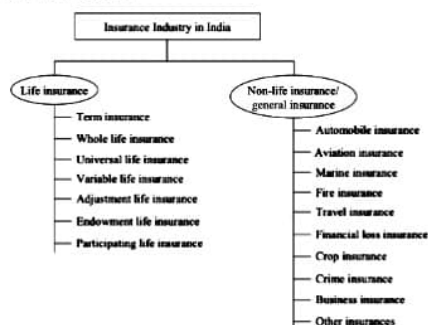 Insurance Industry in India
Life insurance
Term insurance
Whole life insurance
Universal life insurance
Variable life insurance
Adjustment life insurance
Endowment life insurance
Participating life insurance
Non-life insurance/
general insurance
Automobile insurance
Aviation insurance
Marine insurance
Fire insurance
Travel insurance
Financial loss insurance
Crop insurance
Crime insurance
Business insurance
Other insurances